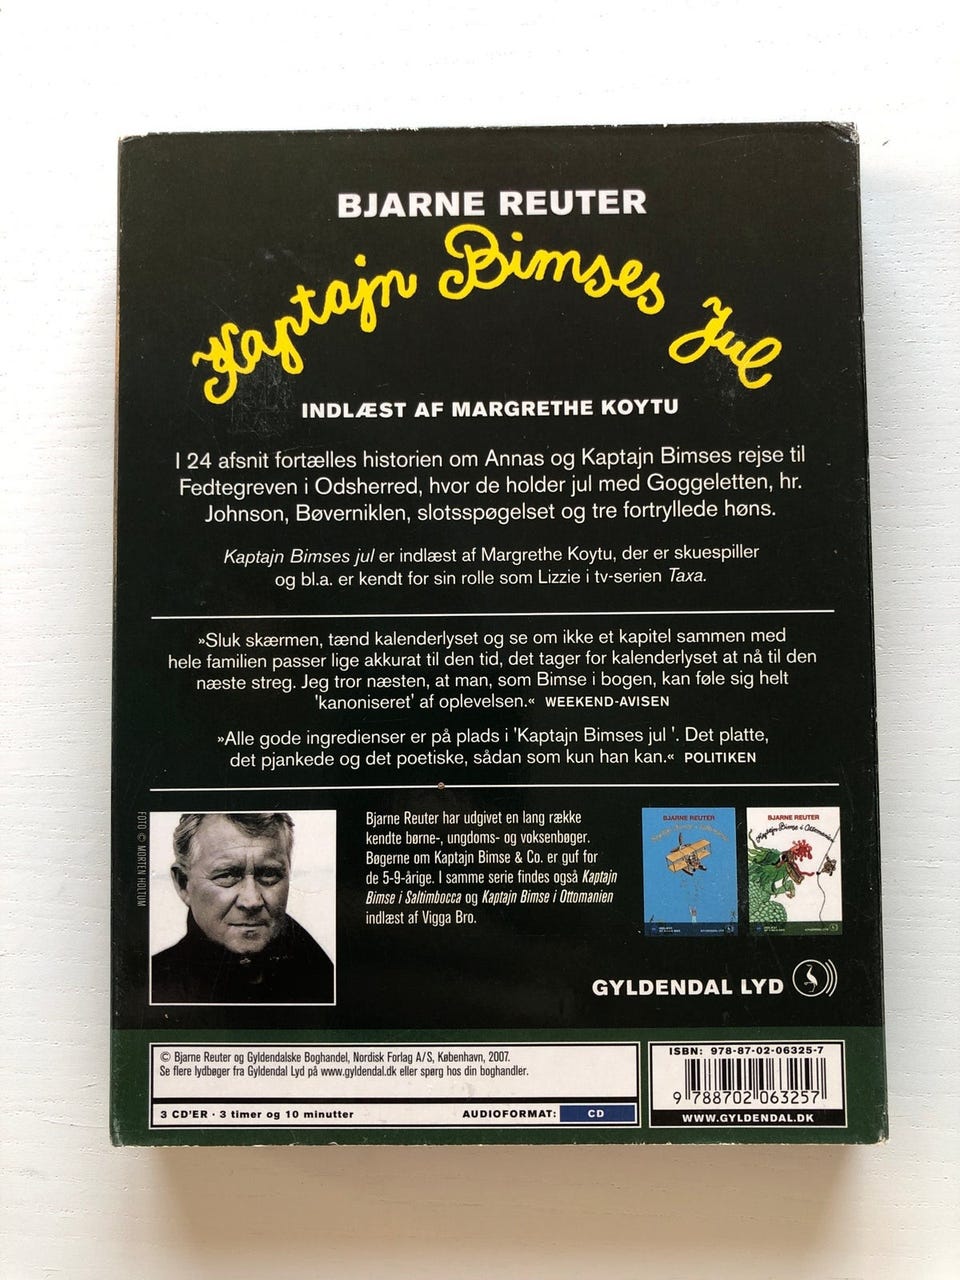 BJARNE REUTER
Kaptajn Bimses Jul
INDLÆST AF MARGRETHE KOYTU
I 24 afsnit fortælles historien om Annas og Kaptajn Bimses rejse til
Fedtegreven i Odsherred, hvor de holder jul med Goggeletten, hr.
Johnson, Bøverniklen, slotsspøgelset og tre fortryllede høns.
Kaptajn Bimses jul er indlæst af Margrethe Koytu, der er skuespiller
og bl.a. er kendt for sin rolle som Lizzie i tv-serien Taxa.
»Sluk skærmen, tænd kalenderlyset og se om ikke et kapitel sammen med
hele familien passer lige akkurat til den tid, det tager for kalenderlyset at nå til den
næste streg. Jeg tror næsten, at man, som Bimse i bogen, kan føle sig helt
'kanoniseret' af oplevelsen.« WEEKEND-AVISEN
»Alle gode ingredienser er på plads i 'Kaptajn Bimses jul '. Det platte,
det pjankede og det poetiske, sådan som kun han kan.« POLITIKEN
FOTO © MORTEN HOLTUM
Bjarne Reuter har udgivet en lang række
kendte børne-, ungdoms- og voksenbøger.
Bøgerne om Kaptajn Bimse & Co. er guf for
de 5-9-årige. I samme serie findes også Kaptajn
Bimse i Saltimbocca og Kaptajn Bimse i Ottomanien
indlæst af Vigga Bro.
BJARNE REUTER
BJARNE REUTER
Kaptajn Bimse i Ottomanien
GYLDENDAL LYD
© Bjarne Reuter og Gyldendalske Boghandel, Nordisk Forlag A/S, København, 2007.
Se flere lydbøger fra Gyldendal Lyd på www.gyldendal.dk eller spørg hos din boghandler.
3 CD'ER · 3 timer og 10 minutter
AUDIOFORMAT: CD
ISBN: 978-87-02-06325-7
9 788702 063257
WWW.GYLDENDAL.DK